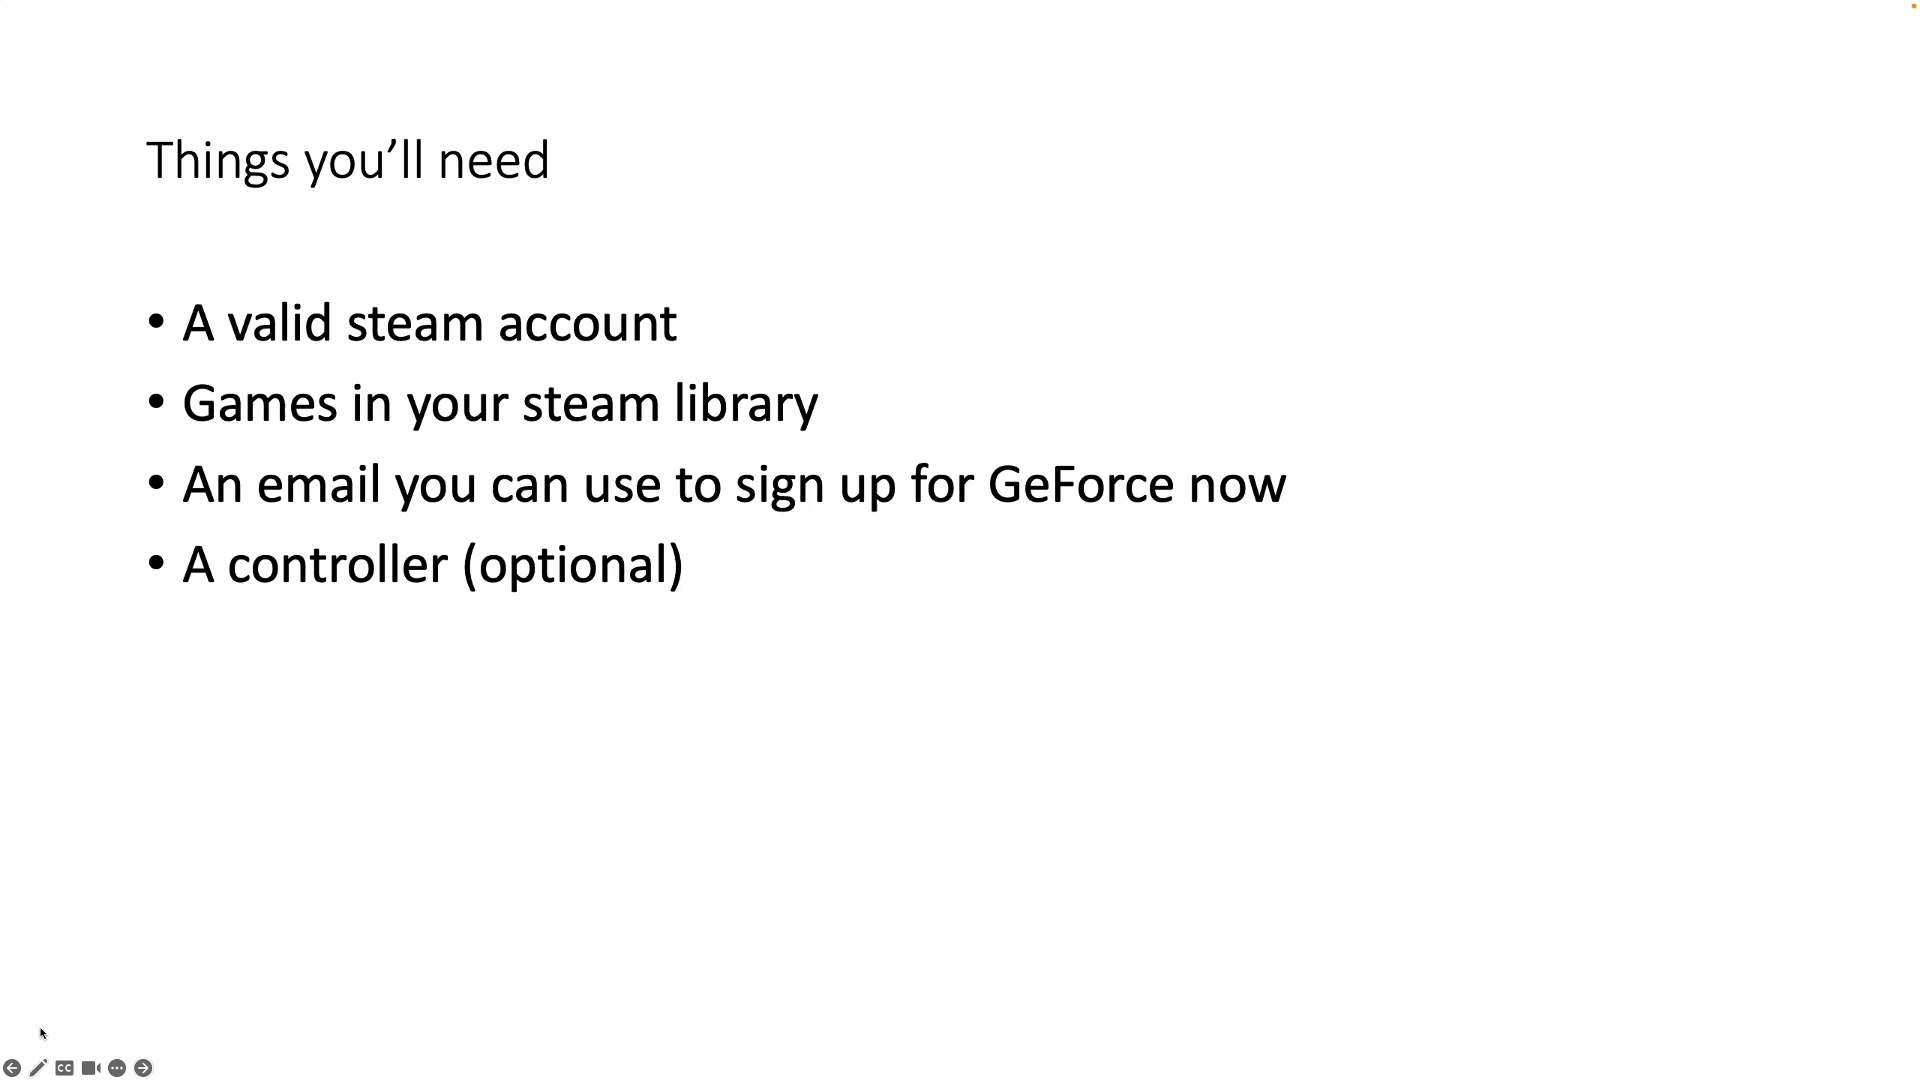 Things you’ll need
• A valid steam account
• Games in your steam library
• An email you can use to sign up for GeForce now
• A controller (optional)
CC